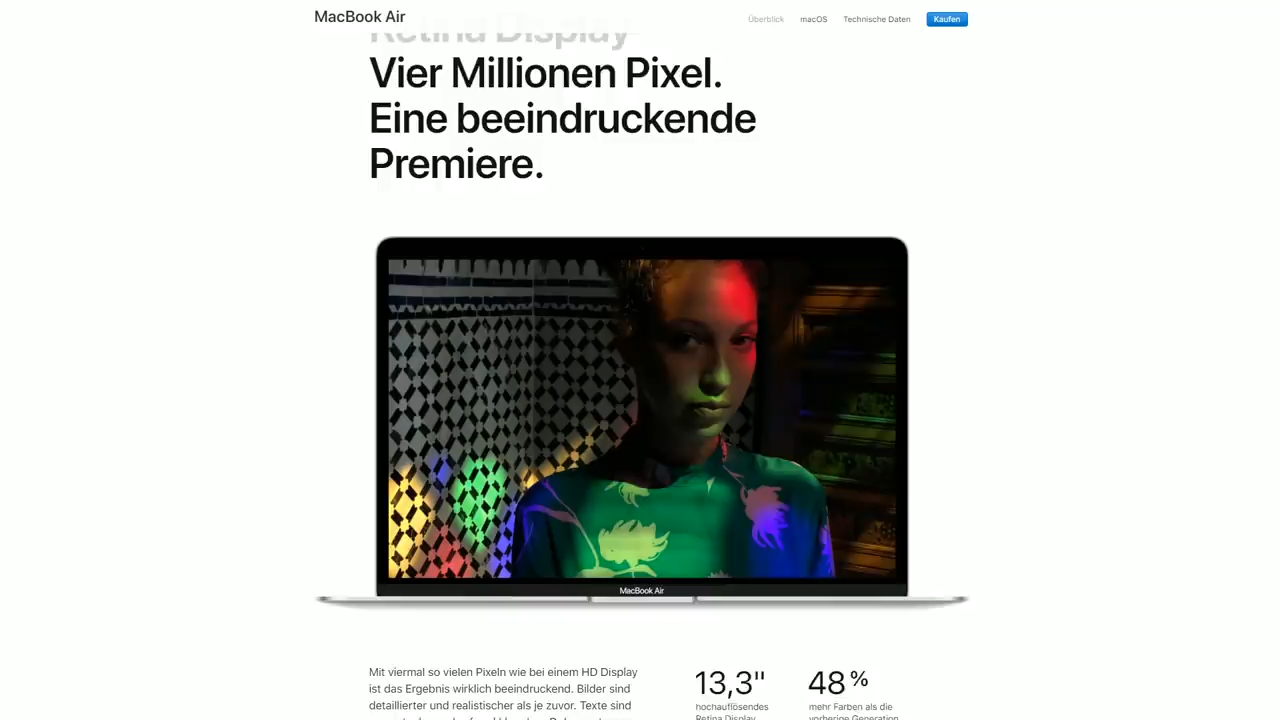 MacBook Air
Überblick
macOS
Technische Daten
Kaufen
Retina Display
Vier Millionen Pixel.
Eine beeindruckende
Premiere.
MacBook Air
Mit viermal so vielen Pixeln wie bei einem HD Display
ist das Ergebnis wirklich beeindruckend. Bilder sind
detaillierter und realistischer als je zuvor. Texte sind
13,3"
hochauflösendes
Retina Display
48 %
mehr Farben als die
vorherige Generation